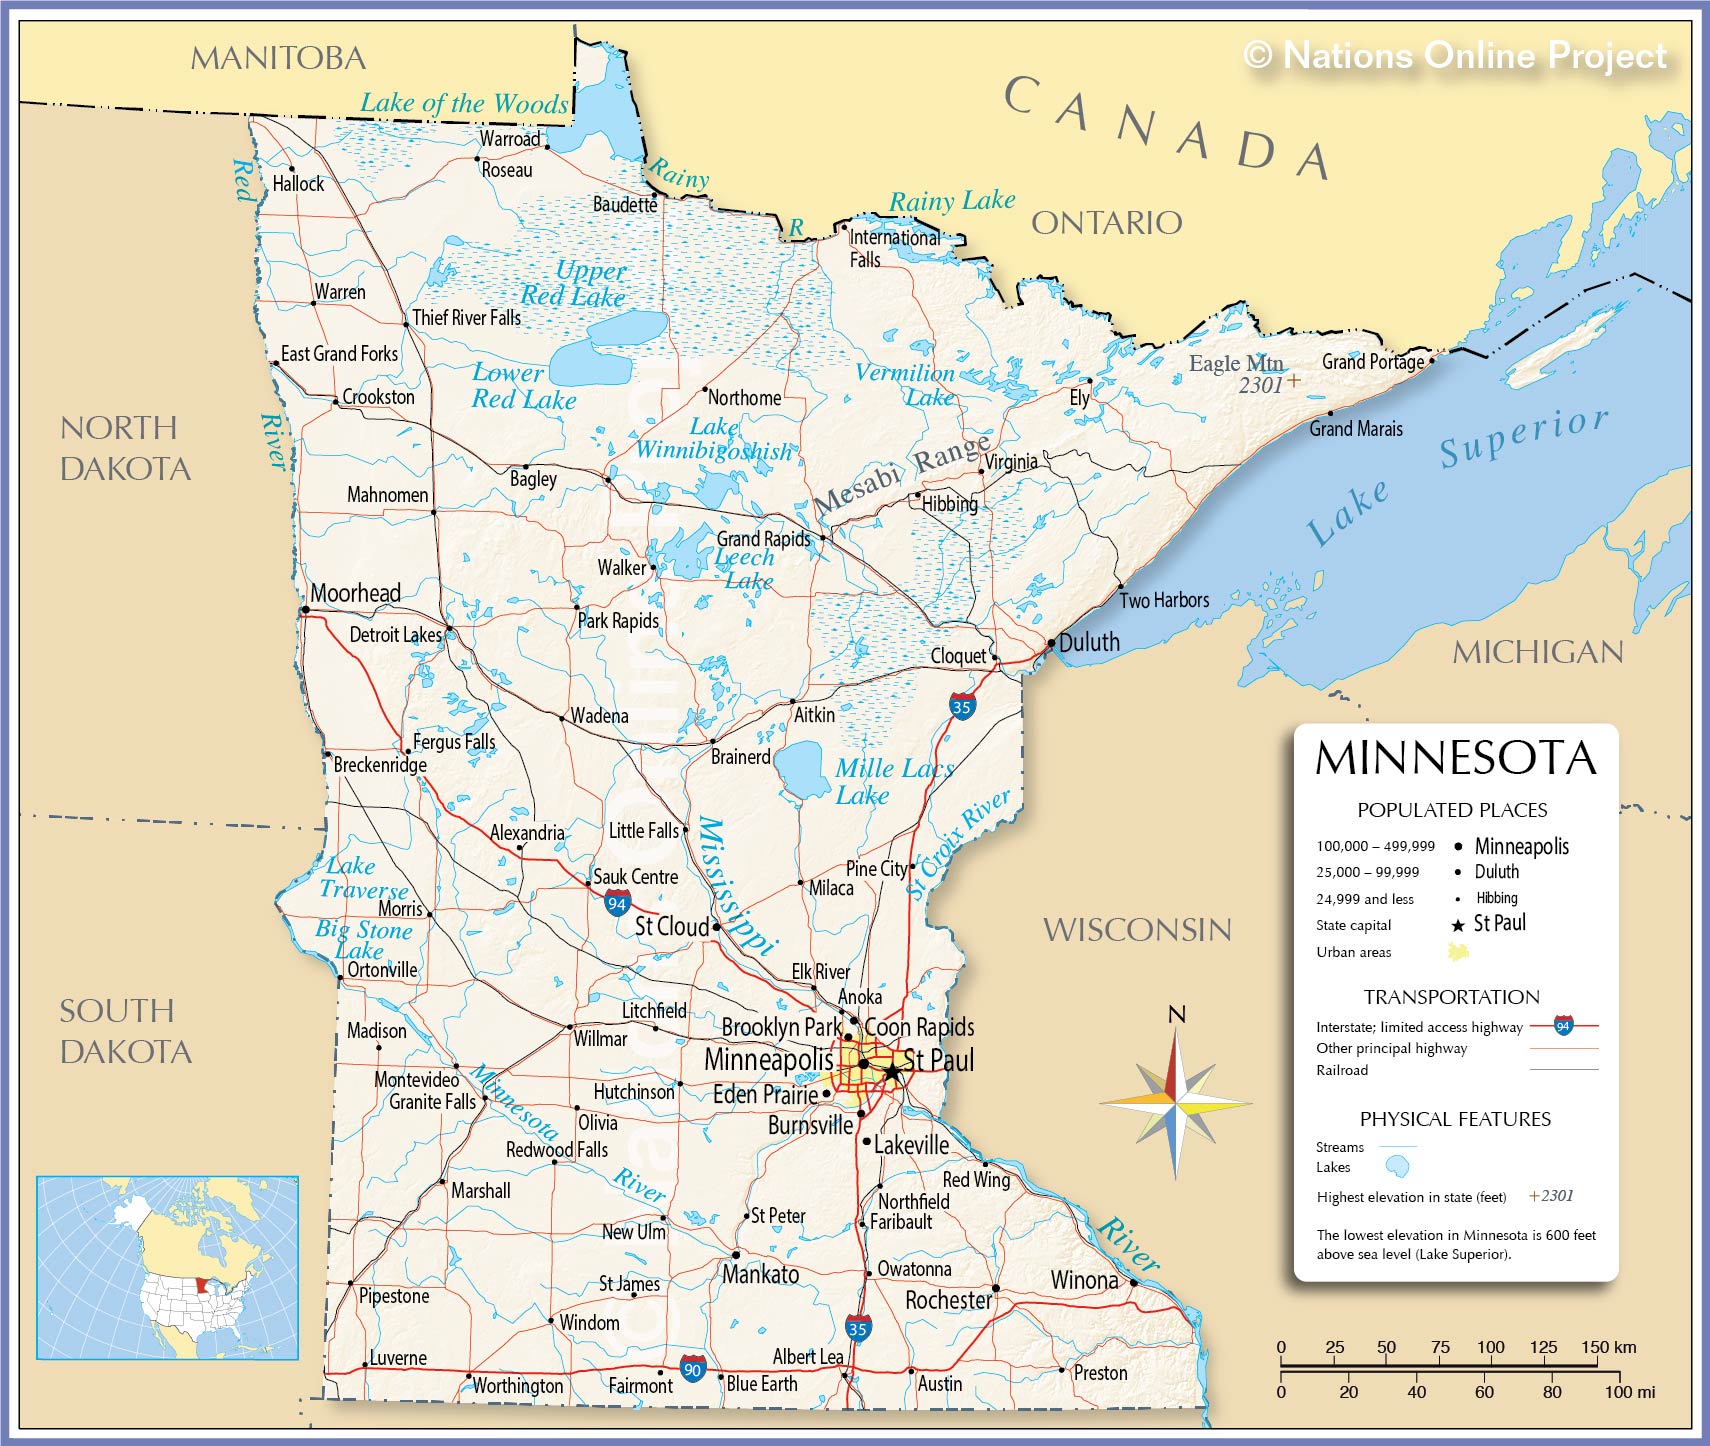 © Nations Online Project
MANITOBA
CANADA
ONTARIO
Lake of the Woods
Warroad
Roseau
Hallock
Red
River
Rainy
R
Baudette
Rainy Lake
International
Falls
Upper
Red Lake
Warren
Thief River Falls
East Grand Forks
Crookston
Lower
Red Lake
Northome
Vermilion
Lake
Ely
Eagle Mtn
2301
Grand Portage
Grand Marais
Lake Superior
NORTH
DAKOTA
Lake
Winnibigoshish
Mesabi Range
Virginia
Hibbing
Bagley
Mahnomen
Grand Rapids
Leech
Lake
Walker
Moorhead
Park Rapids
Detroit Lakes
Two Harbors
Duluth
Cloquet
35
MICHIGAN
Wadena
Aitkin
Fergus Falls
Breckenridge
Brainerd
Mille Lacs
Lake
St Croix River
Mississippi
Alexandria
Little Falls
Pine City
Lake
Traverse
Sauk Centre
Milaca
94
Morris
St Cloud
Big Stone
Lake
Ortonville
WISCONSIN
SOUTH
DAKOTA
Elk River
Anoka
Litchfield
Madison
Willmar
Brooklyn Park
Coon Rapids
Minneapolis
St Paul
Montevideo
Granite Falls
Minnesota
River
Hutchinson
Eden Prairie
Olivia
Burnsville
Lakeville
Redwood Falls
Marshall
Red Wing
Northfield
Faribault
St Peter
New Ulm
River
Mankato
Owatonna
Winona
Rochester
St James
Pipestone
Windom
35
Luverne
90
Albert Lea
Preston
Worthington
Fairmont
Blue Earth
Austin
N
MINNESOTA
POPULATED PLACES
100,000 – 499,999 Minneapolis
25,000 – 99,999 Duluth
24,999 and less Hibbing
State capital St Paul
Urban areas
TRANSPORTATION
Interstate; limited access highway 94
Other principal highway
Railroad
PHYSICAL FEATURES
Streams
Lakes
Highest elevation in state (feet) +2301
The lowest elevation in Minnesota is 600 feet
above sea level (Lake Superior).
0 25 50 75 100 125 150 km
0 20 40 60 80 100 mi